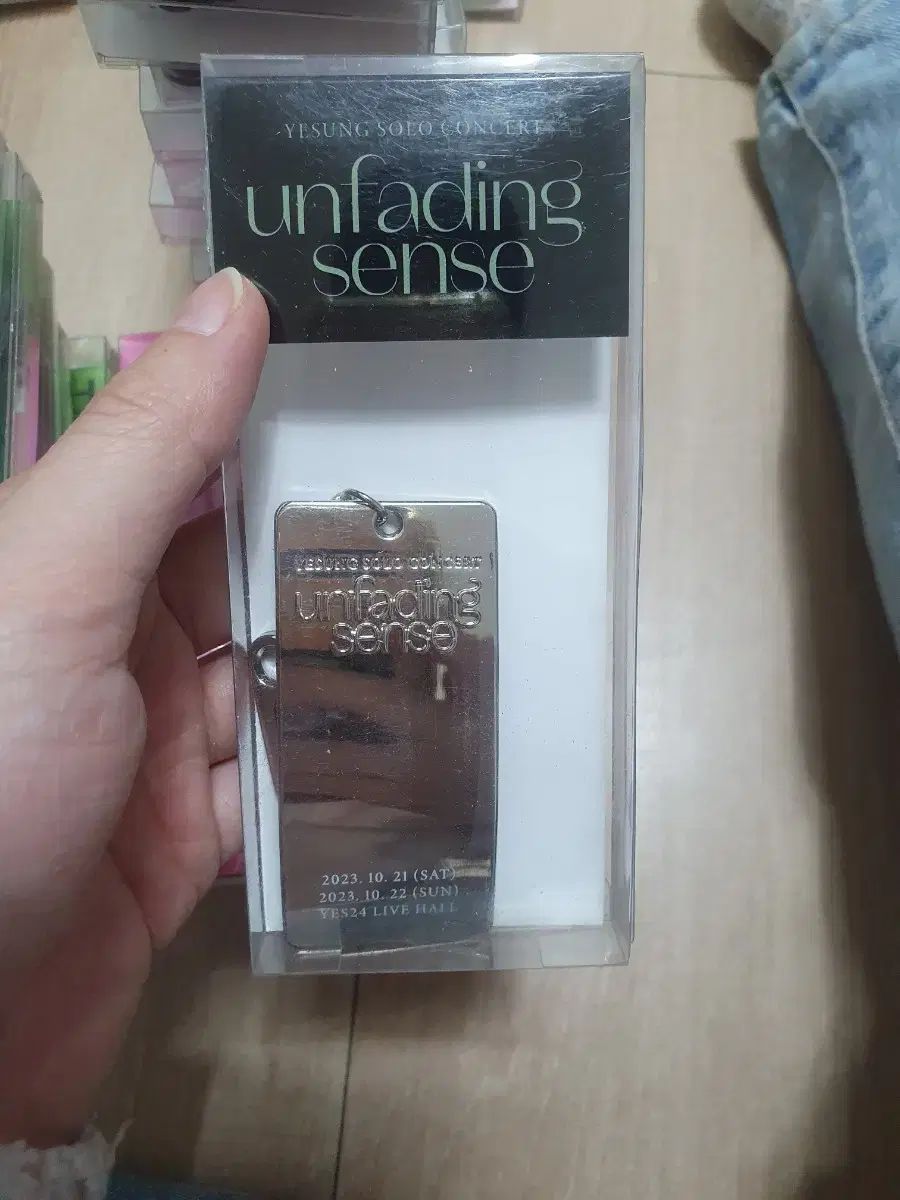 YESUNG SOLO CONCERT
unfading
sense
YESUNG SOLO CONCERT
unfading
sense
2023. 10. 21 (SAT)
2023. 10. 22 (SUN)
YES24 LIVE HALL